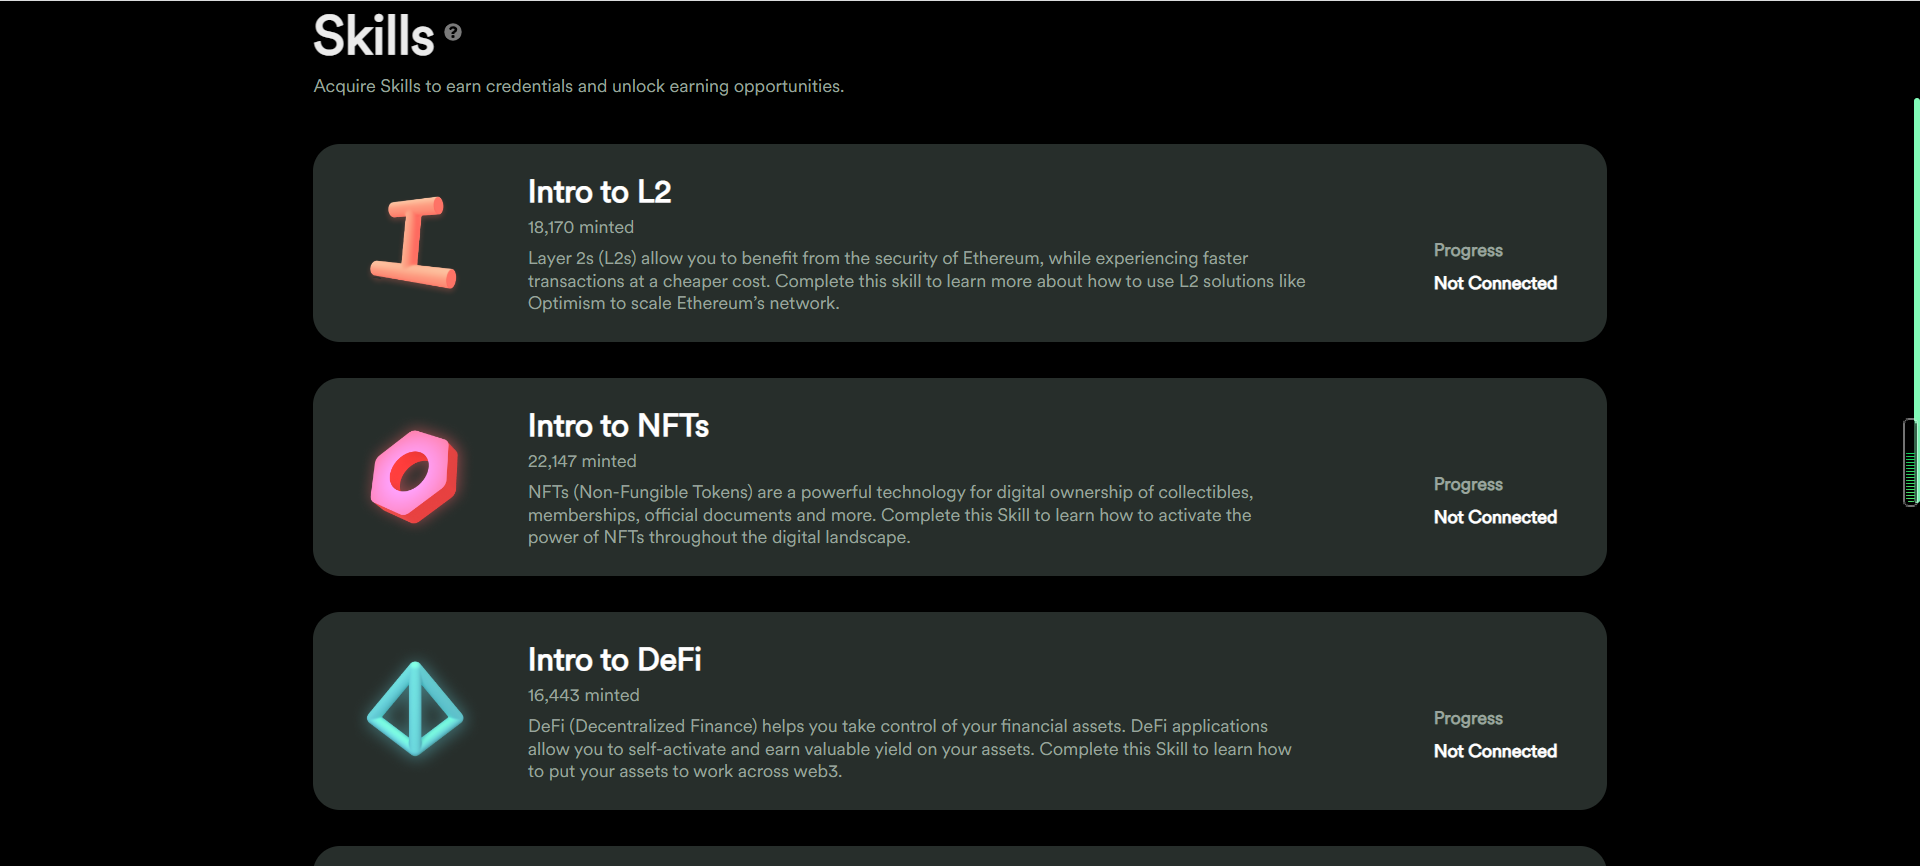 Skills ?
Acquire Skills to earn credentials and unlock earning opportunities.
Intro to L2
18,170 minted
Layer 2s (L2s) allow you to benefit from the security of Ethereum, while experiencing faster
transactions at a cheaper cost. Complete this skill to learn more about how to use L2 solutions like
Optimism to scale Ethereum’s network.
Progress
Not Connected
Intro to NFTs
22,147 minted
NFTs (Non-Fungible Tokens) are a powerful technology for digital ownership of collectibles,
memberships, official documents and more. Complete this Skill to learn how to activate the
power of NFTs throughout the digital landscape.
Progress
Not Connected
Intro to DeFi
16,443 minted
DeFi (Decentralized Finance) helps you take control of your financial assets. DeFi applications
allow you to self-activate and earn valuable yield on your assets. Complete this Skill to learn how
to put your assets to work across web3.
Progress
Not Connected